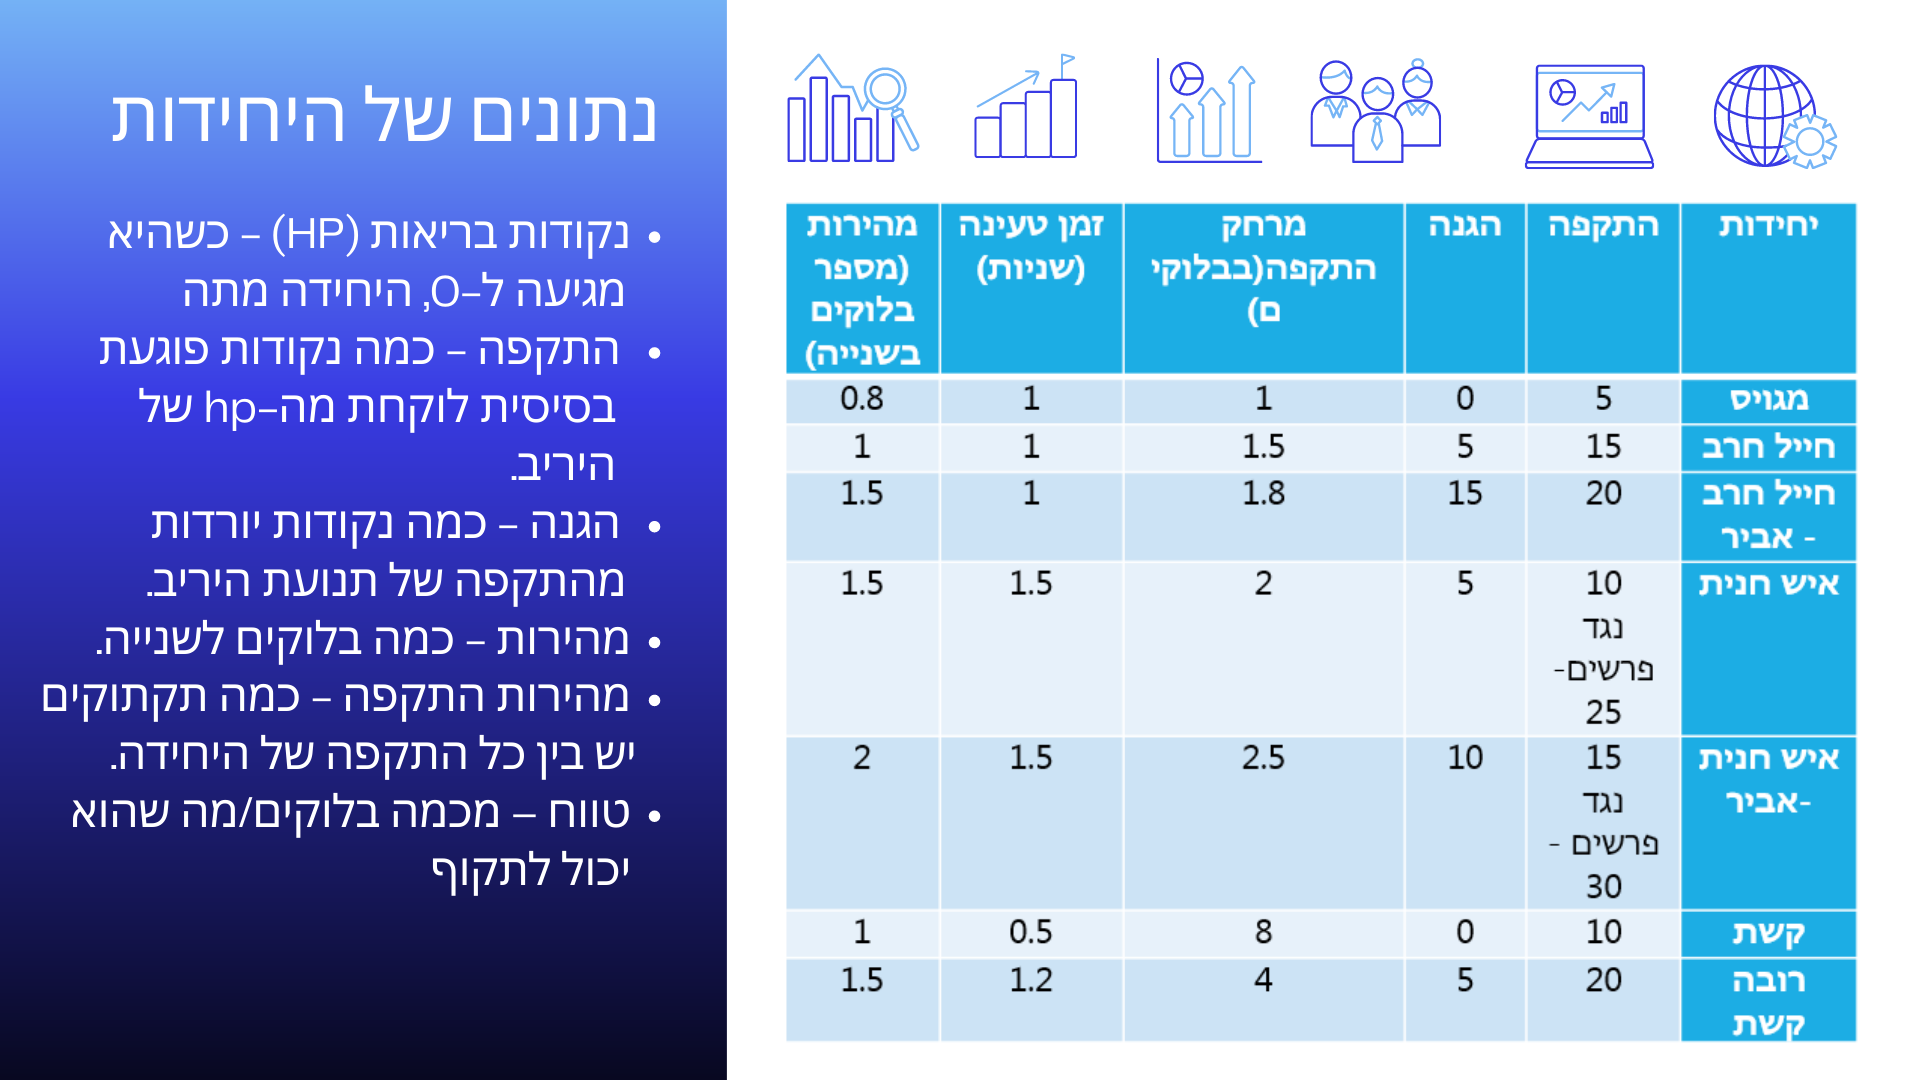 נתונים של היחידות
• נקודות בריאות (HP) – כשהיא
מגיעה ל-0, היחידה מתה
• התקפה – כמה נקודות פוגעת
בסיסית לוקחת מה-hp של
היריב.
• הגנה – כמה נקודות יורדות
מהתקפה של תנועת היריב.
• מהירות – כמה בלוקים לשנייה.
• מהירות התקפה – כמה תקתוקים
יש בין כל התקפה של היחידה.
• טווח – מכמה בלוקים/מה שהוא
יכול לתקוף
יחידות התקפה הגנה מרחק זמן טעינה מהירות
התקפה(בבלוקי (שניות) (מספר
ם) בלוקים
בשנייה)
מגויס 5 0 1 1 0.8
חייל חרב 15 5 1.5 1 1
חייל חרב 20 15 1.8 1 1.5
- אביר
איש חנית 10 5 2 1.5 1.5
נגד
פרשים-
25
איש חנית 15 10 2.5 1.5 2
-אביר נגד
פרשים -
30
קשת 10 0 8 0.5 1
רובה 20 5 4 1.2 1.5
קשת